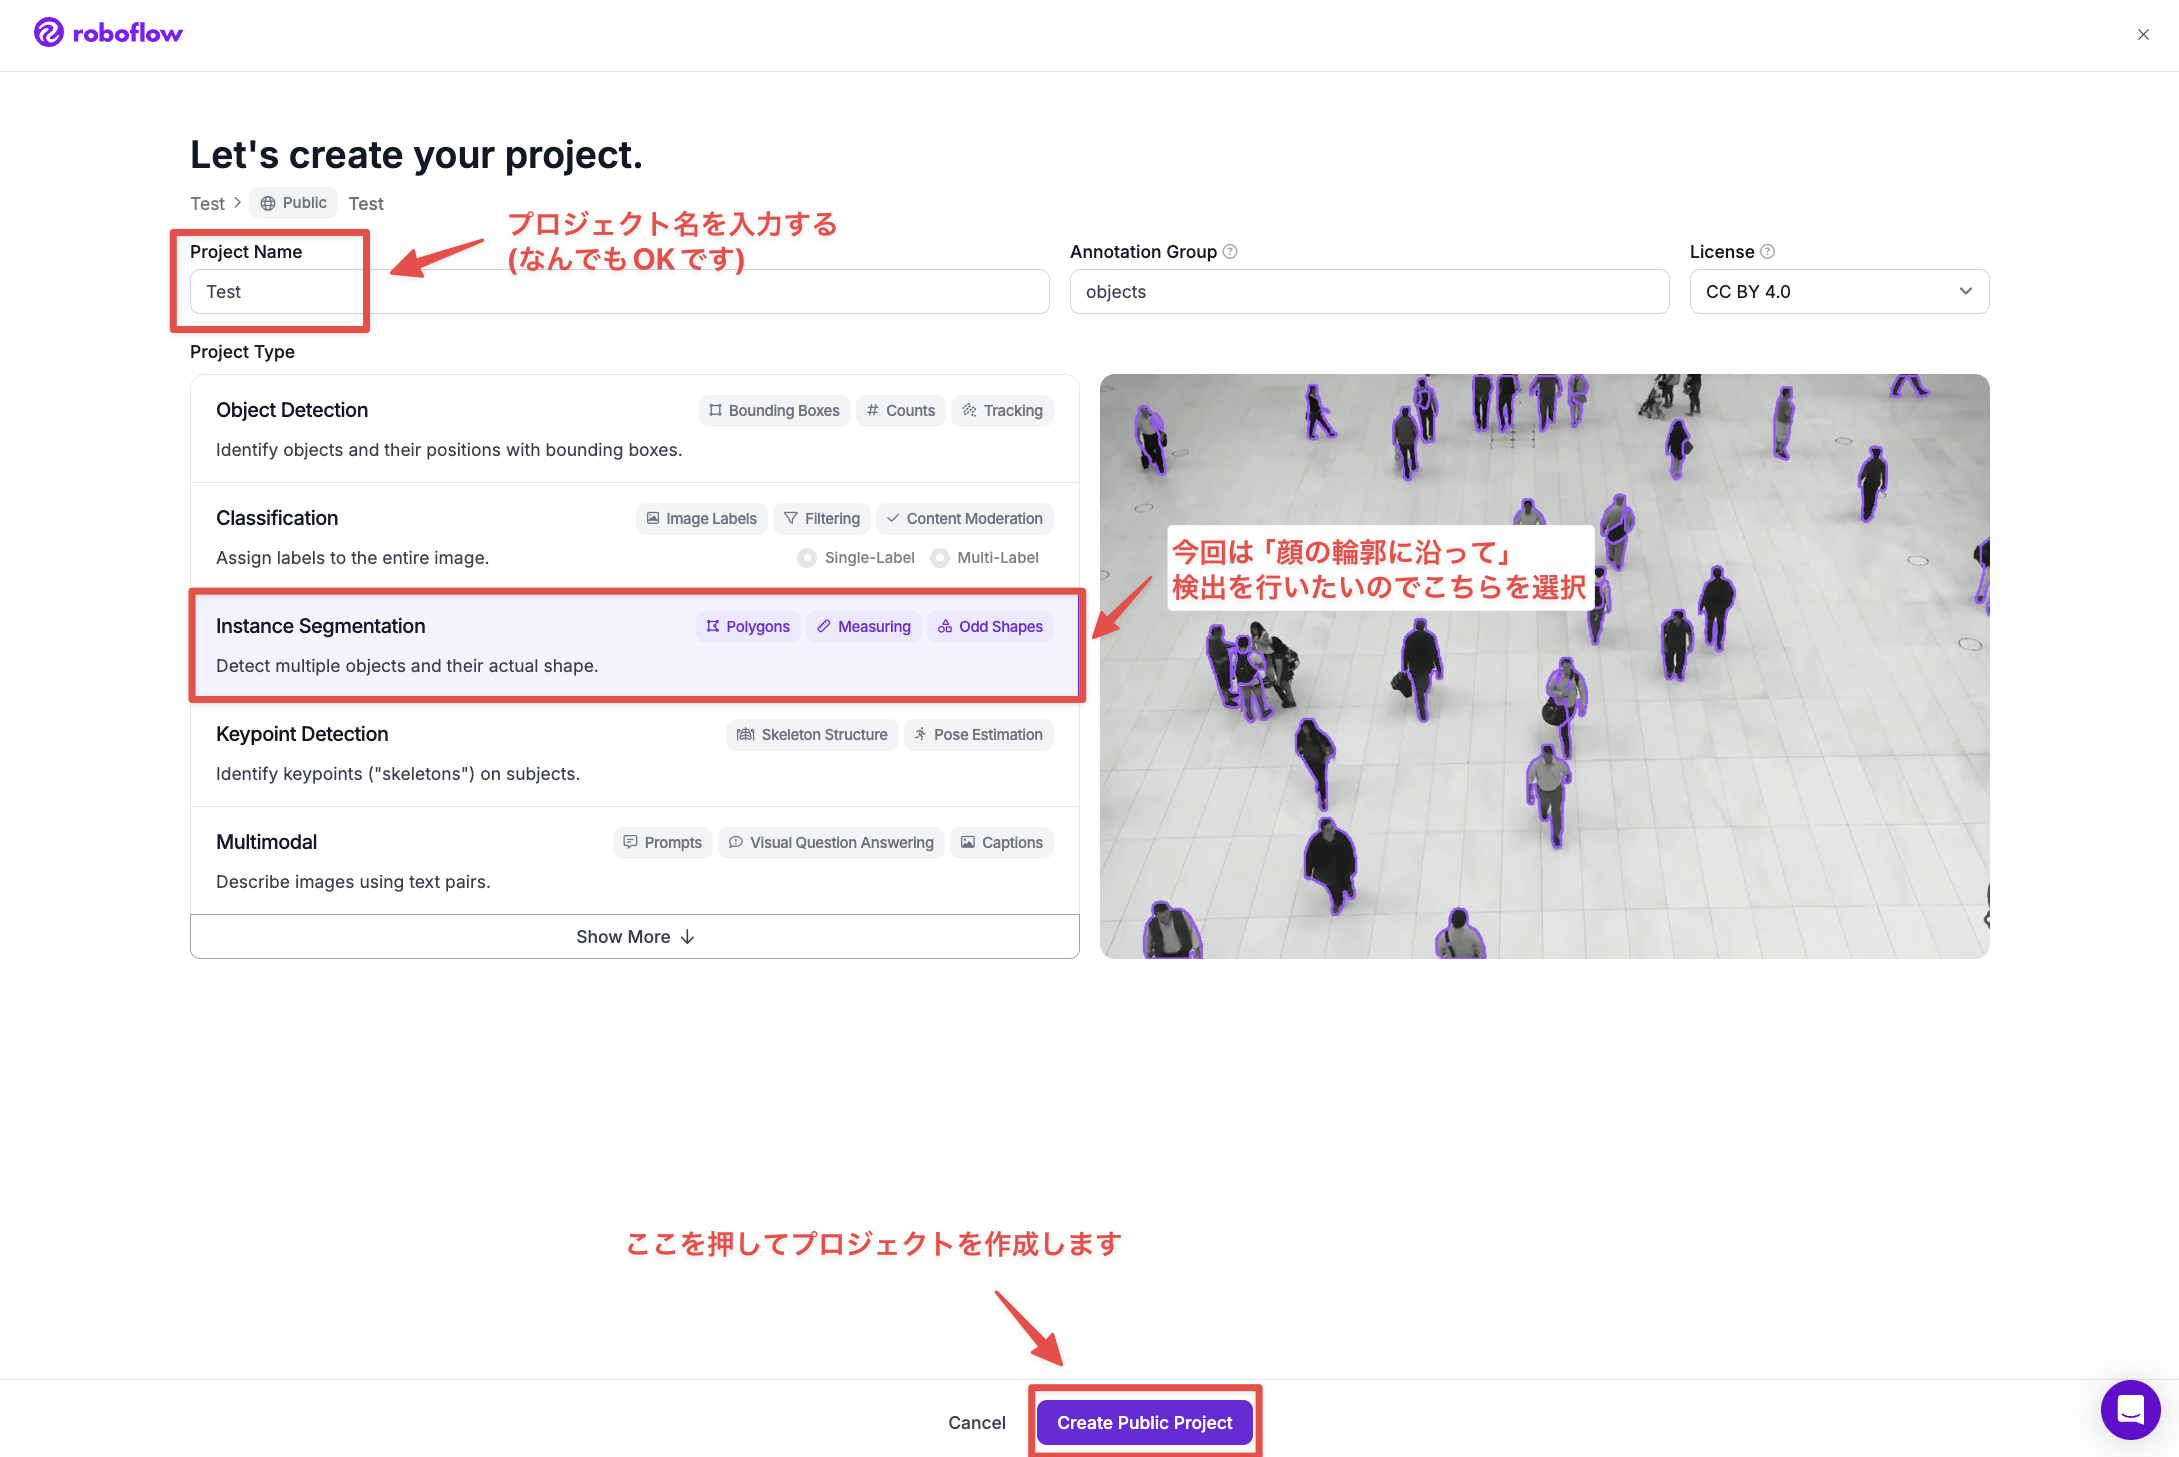 roboflow
Let's create your project.
Test > Public Test
プロジェクト名を入力する
(なんでもOKです)
Project Name
Test
Annotation Group
objects
License
CC BY 4.0
Project Type
Object Detection
Bounding Boxes
Counts
Tracking
Identify objects and their positions with bounding boxes.
Classification
Image Labels
Filtering
Content Moderation
Assign labels to the entire image.
Single-Label
Multi-Label
Instance Segmentation
Polygons
Measuring
Odd Shapes
Detect multiple objects and their actual shape.
今回は「顔の輪郭に沿って」
検出を行いたいのでこちらを選択
Keypoint Detection
Skeleton Structure
Pose Estimation
Identify keypoints ("skeletons") on subjects.
Multimodal
Prompts
Visual Question Answering
Captions
Describe images using text pairs.
Show More ↓
ここを押してプロジェクトを作成します
Cancel
Create Public Project